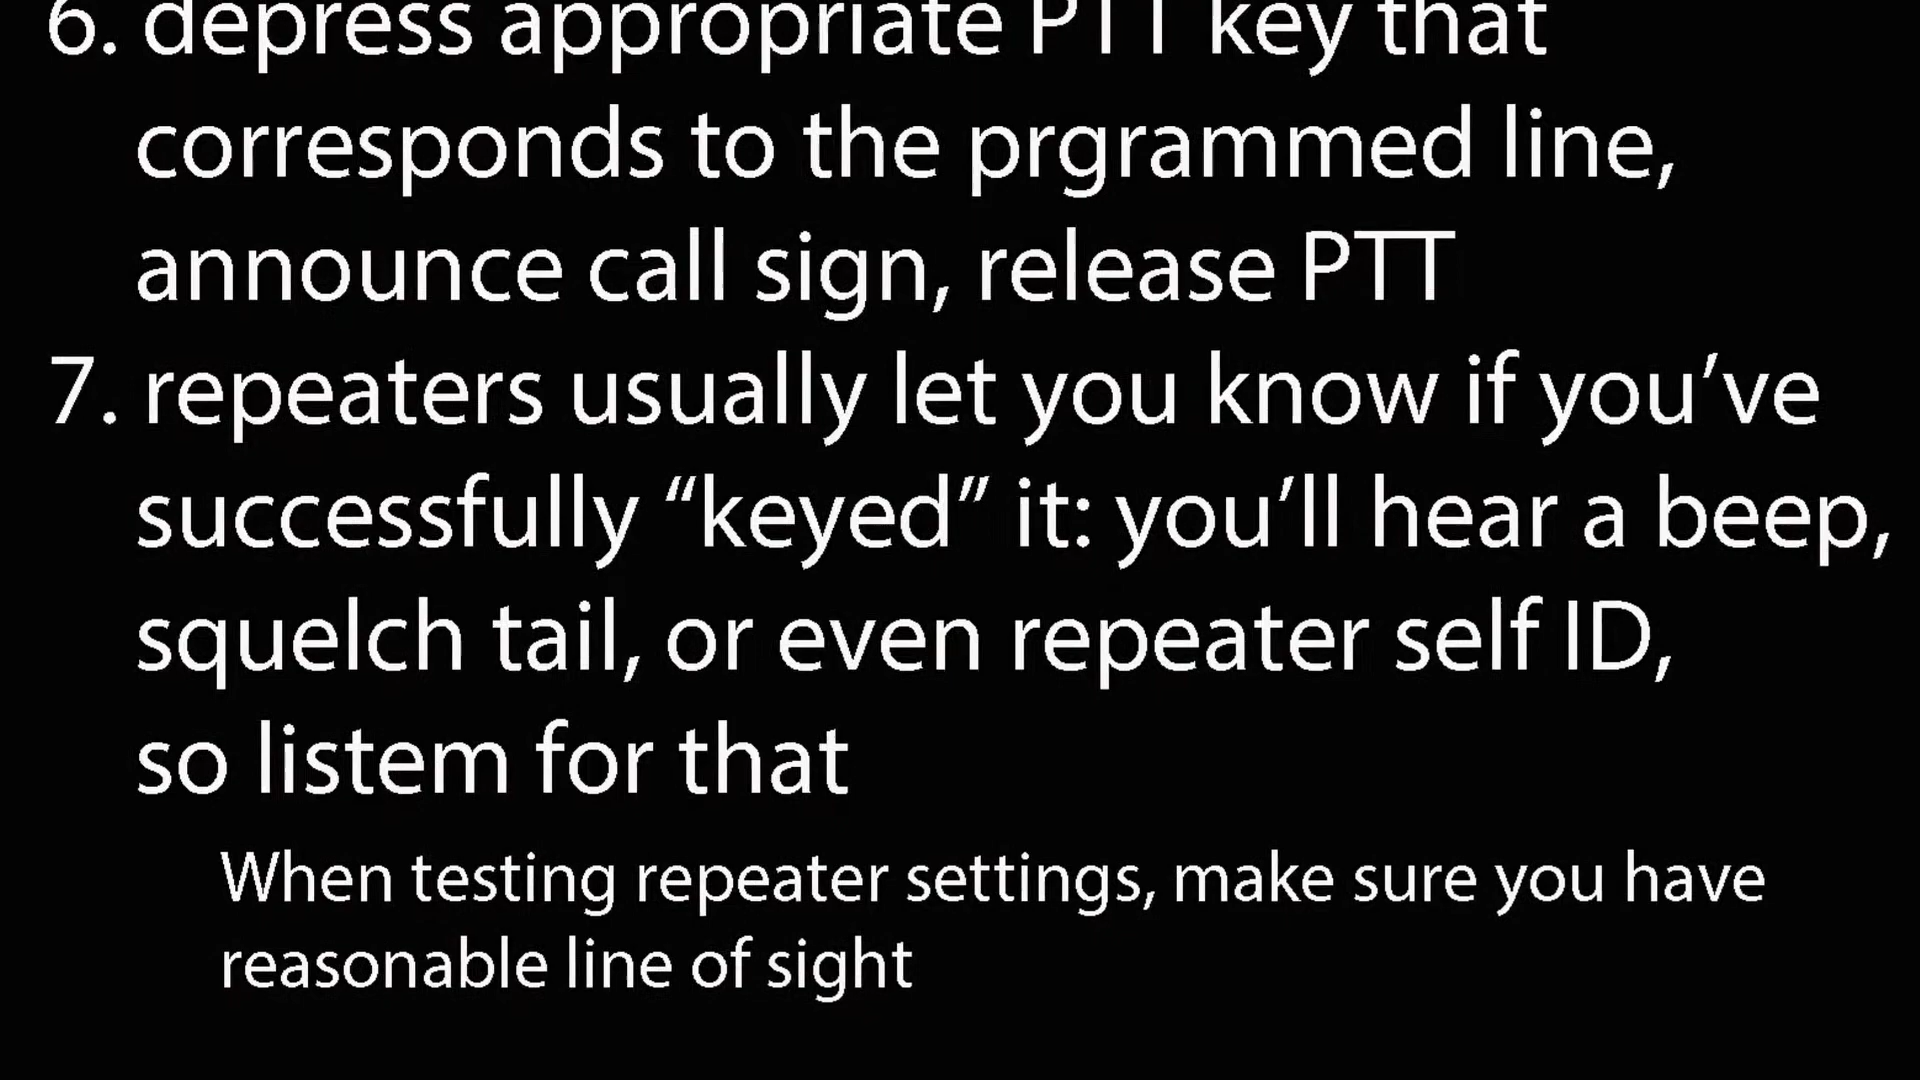 6. depress appropriate PTT key that
corresponds to the prgrammed line,
announce call sign, release PTT
7. repeaters usually let you know if you’ve
successfully “keyed” it: you’ll hear a beep,
squelch tail, or even repeater self ID,
so listem for that
When testing repeater settings, make sure you have
reasonable line of sight